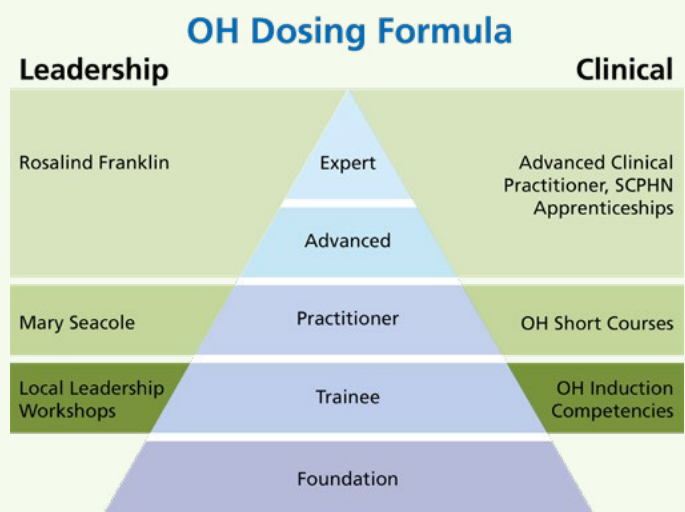 OH Dosing Formula
Leadership
Clinical
Rosalind Franklin
Expert
Advanced Clinical
Practitioner, SCPHN
Apprenticeships
Advanced
Mary Seacole
Practitioner
OH Short Courses
Local Leadership
Workshops
Trainee
OH Induction
Competencies
Foundation